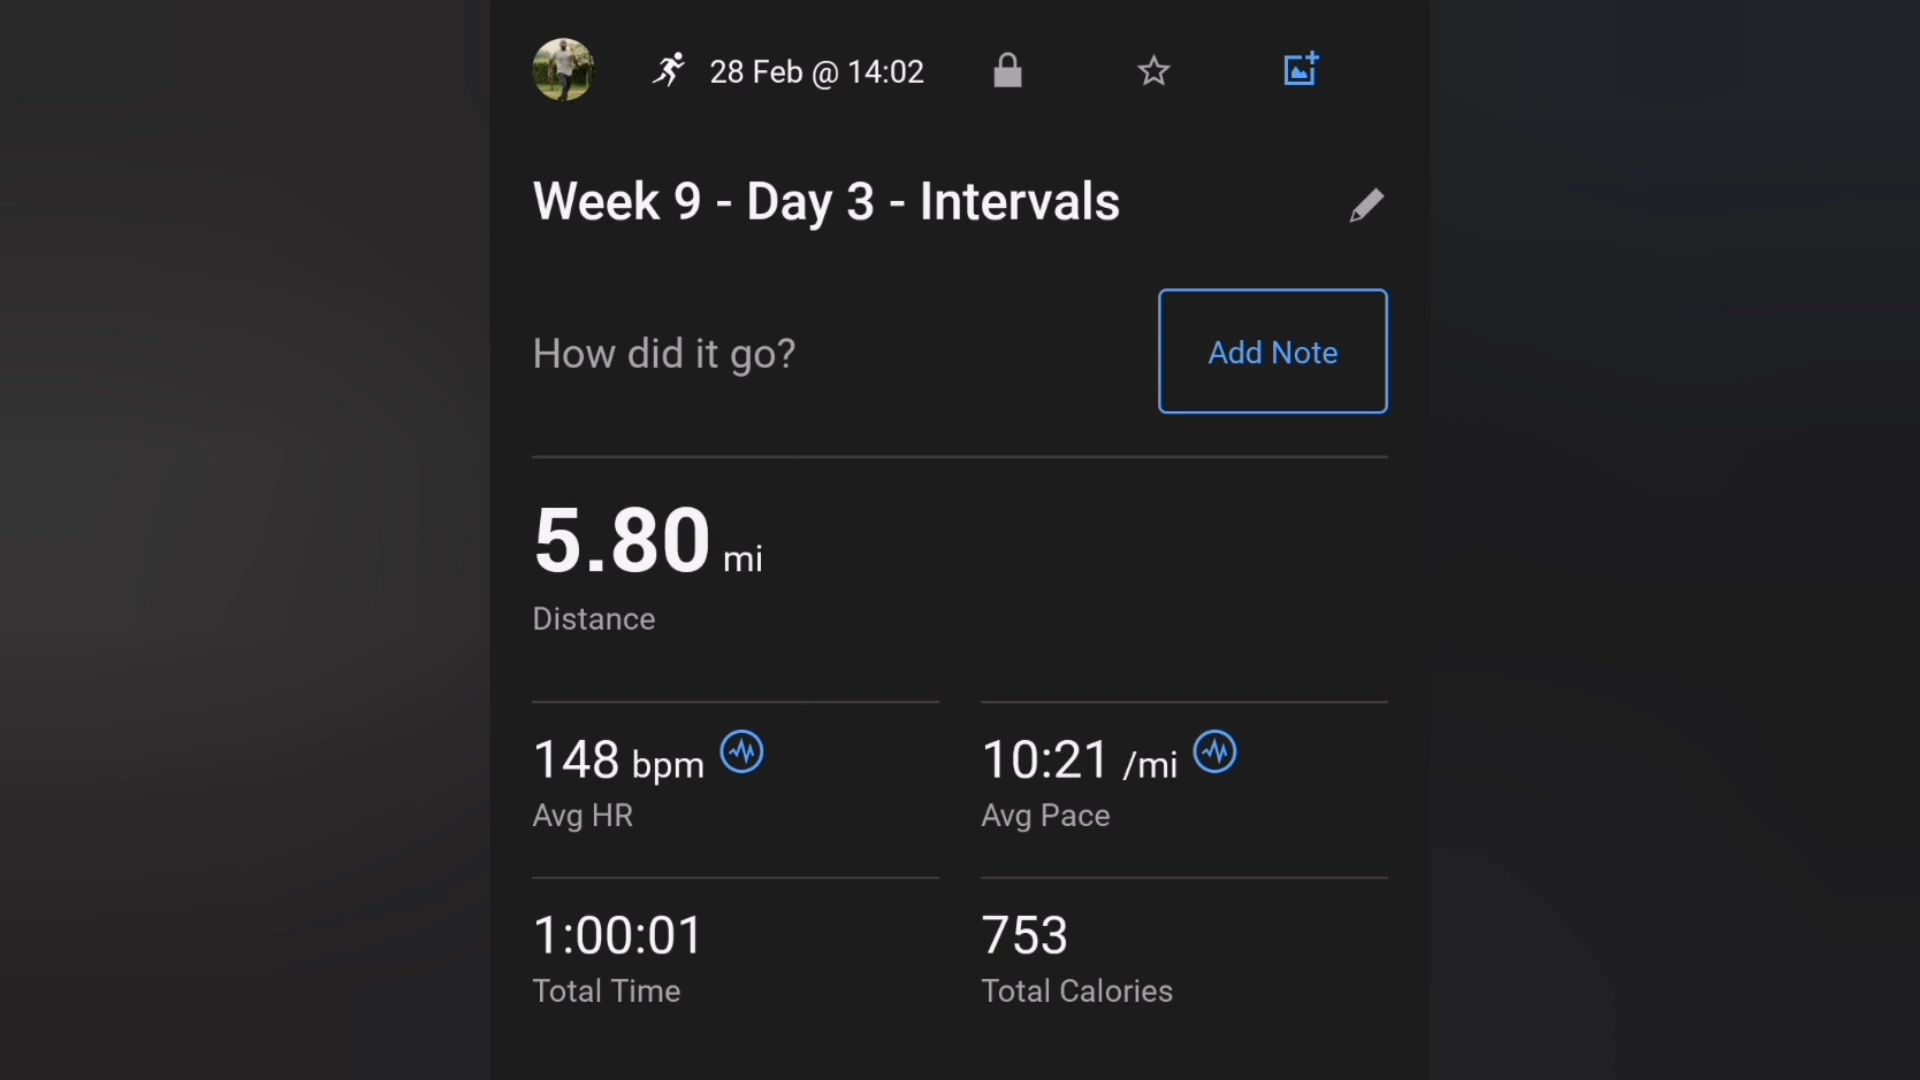 28 Feb @ 14:02
Week 9 - Day 3 - Intervals
How did it go?
Add Note
5.80 mi
Distance
148 bpm
10:21 /mi
Avg HR
Avg Pace
1:00:01
753
Total Time
Total Calories